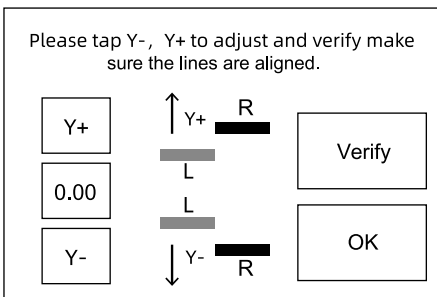 Please tap Y-, Y+ to adjust and verify make
sure the lines are aligned.
Y+
0.00
Y-
Y+
R
L
L
Y-
R
Verify
OK